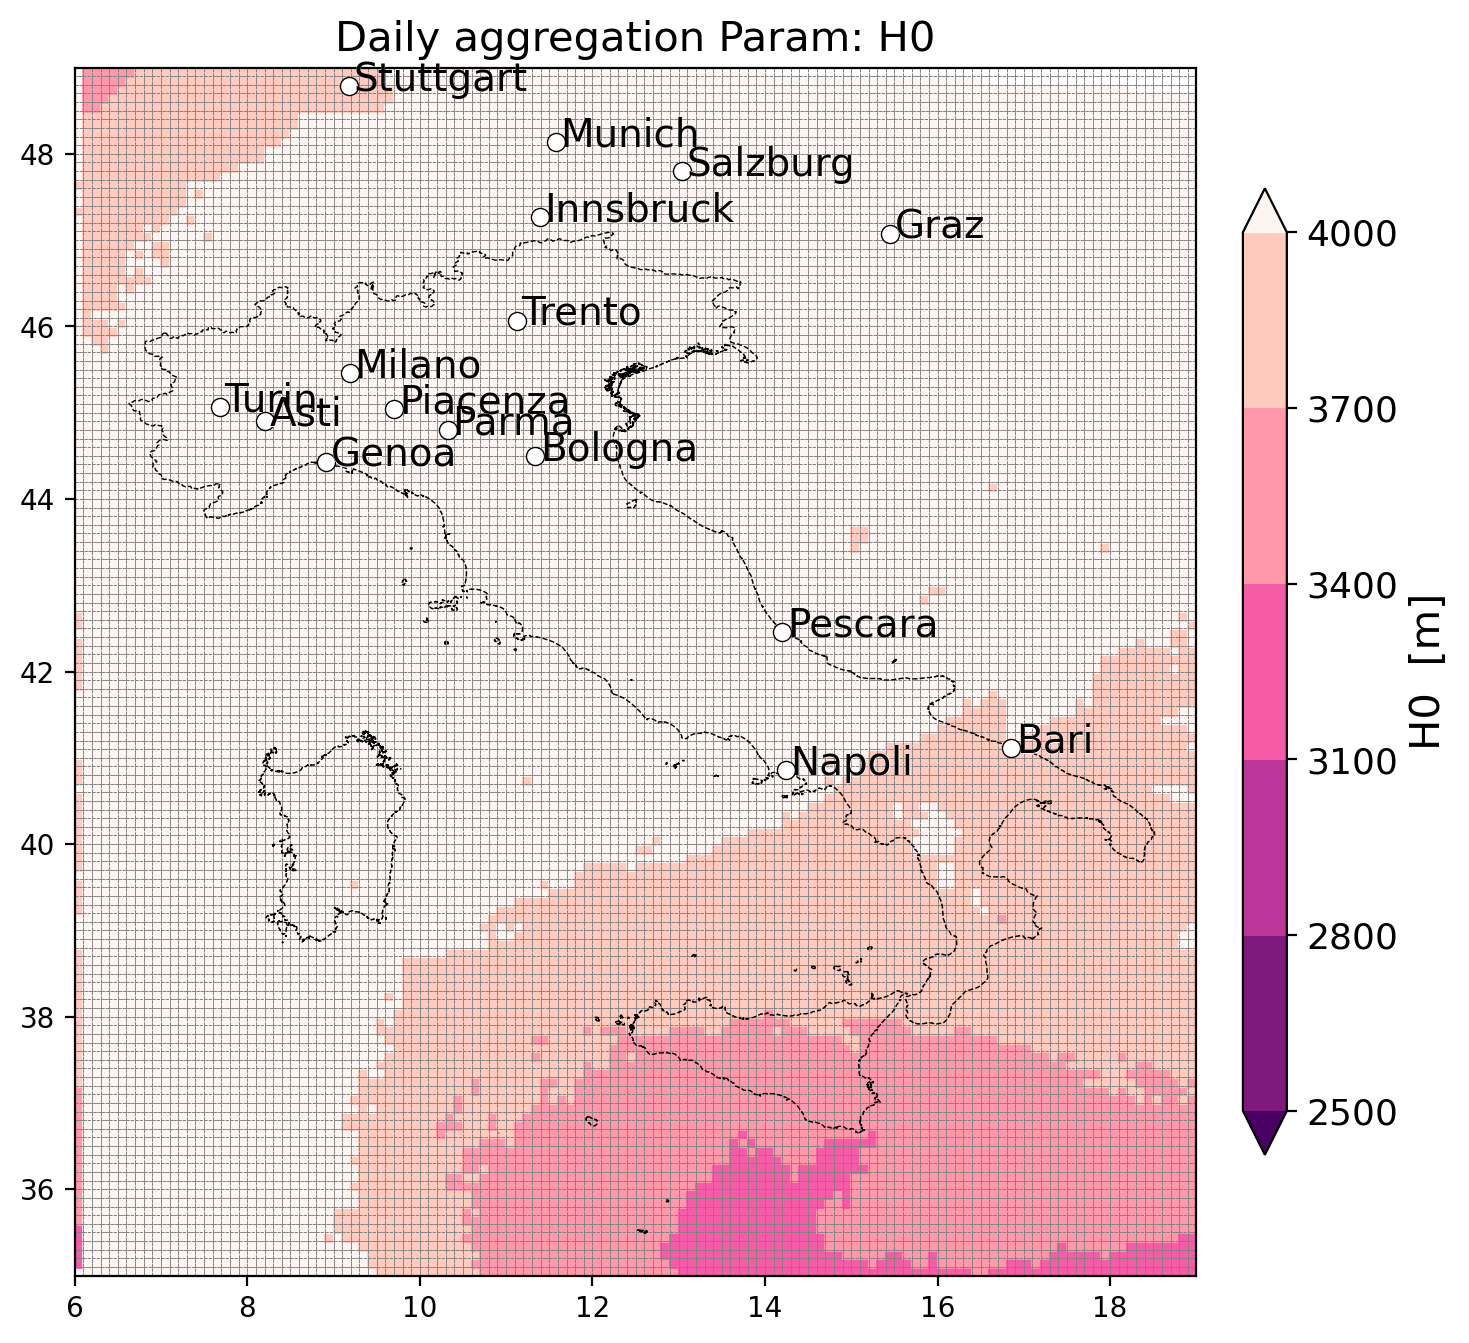 Daily aggregation Param: H0
Stuttgart
Munich
Salzburg
Innsbruck
Graz
Trento
Milano
Turin
Asti
Piacenza
Parma
Genoa
Bologna
Pescara
Bari
Napoli
48
46
44
42
40
38
36
6
8
10
12
14
16
18
4000
3700
3400
3100
2800
2500
H0 [m]